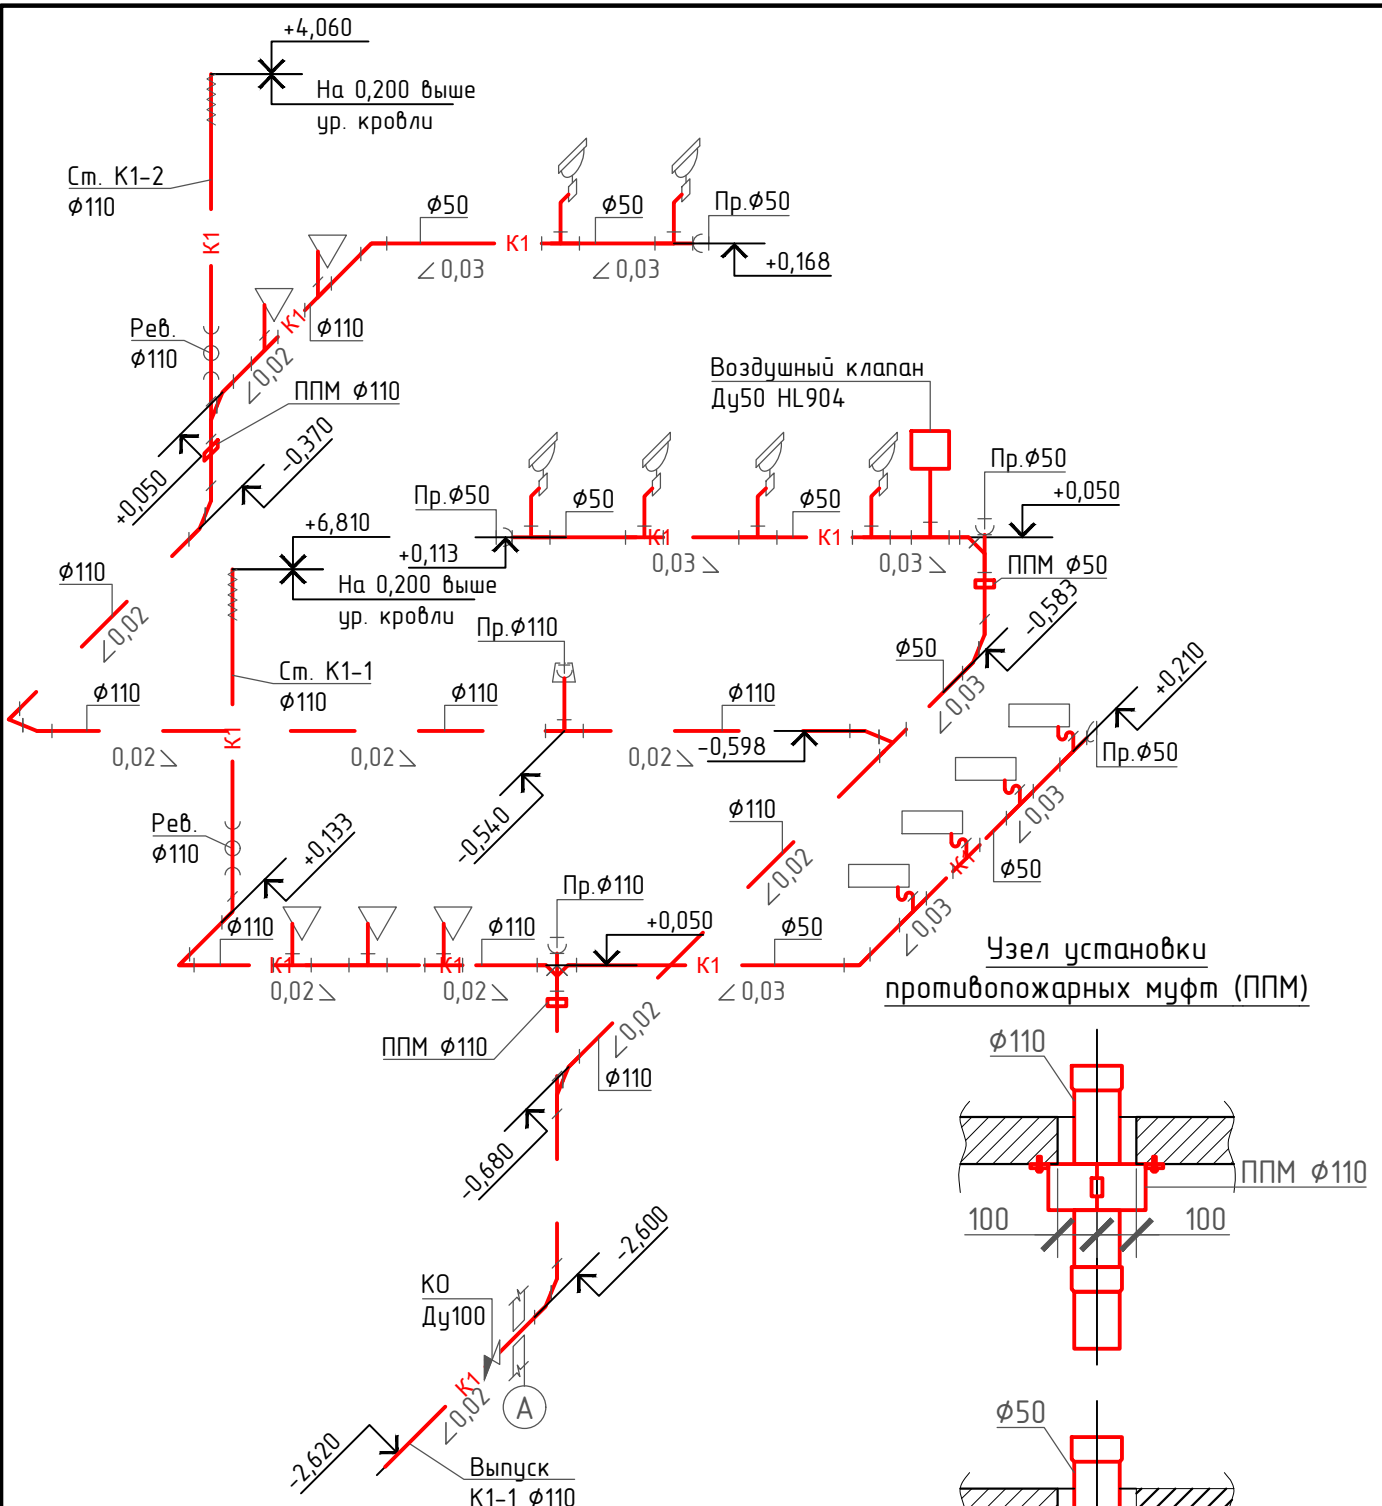 +4,060
На 0,200 выше
ур. кровли
Ст. К1-2
Ф110
Ф50
Ф50
Пр.Ф50
К1
К1
∠0,03
∠0,03
+0,168
Рев.
Ф110
К1
Ф110
∠0,02
ППМ Ф110
Воздушный клапан
Ду50 HL904
-0,370
+0,050
Пр.Ф50
Ф50
Ф50
Пр.Ф50
+0,050
+6,810
+0,113
К1
К1
0,03
0,03
ППМ Ф50
На 0,200 выше
ур. кровли
Ф110
∠0,02
Пр.Ф110
-0,583
Ф50
∠0,03
+0,210
Ст. К1-1
Ф110
Ф110
Ф110
Ф110
К1
0,02
0,02
0,02
-0,598
Пр.Ф50
-0,540
∠0,03
Рев.
Ф110
+0,133
Ф110
∠0,02
К1
Ф50
∠0,03
Пр.Ф110
Ф110
Ф110
+0,050
Ф50
К1
К1
К1
0,02
0,02
∠0,03
Узел установки
противопожарных муфт (ППМ)
ППМ Ф110
∠0,02
Ф110
Ф110
-0,680
ППМ Ф110
100
100
-2,600
КО
Ду100
К1
∠0,02
А
Ф50
-2,620
Выпуск
К1-1 Ф110